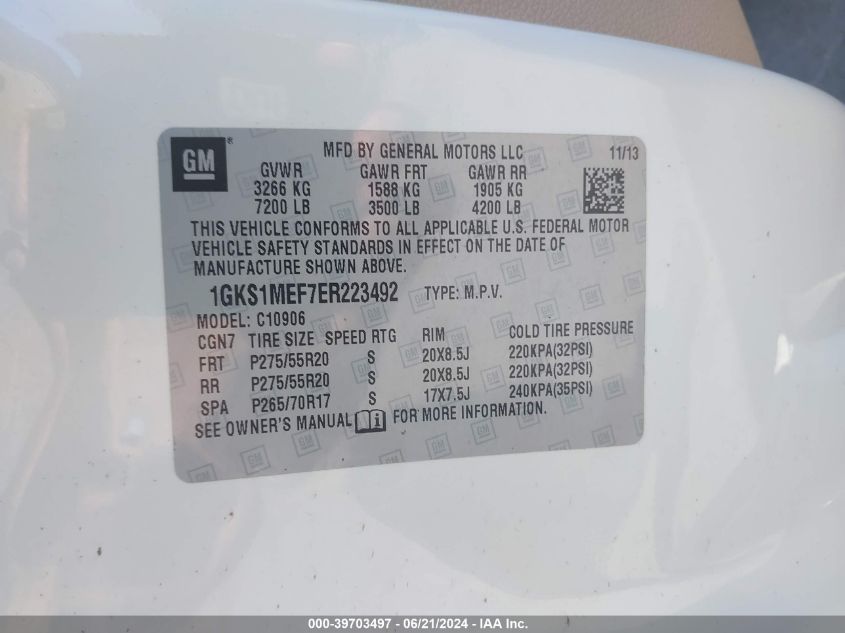 GM ®
MFD BY GENERAL MOTORS LLC 11/13
GVWR GAWR FRT GAWR RR
3266 KG 1588 KG 1905 KG
7200 LB 3500 LB 4200 LB
THIS VEHICLE CONFORMS TO ALL APPLICABLE U.S. FEDERAL MOTOR
VEHICLE SAFETY STANDARDS IN EFFECT ON THE DATE OF
MANUFACTURE SHOWN ABOVE.
1GKS1MEF7ER223492 TYPE: M.P.V.
MODEL: C10906
CGN7 TIRE SIZE SPEED RTG RIM COLD TIRE PRESSURE
FRT P275/55R20 S 20X8.5J 220KPA(32PSI)
RR P275/55R20 S 20X8.5J 220KPA(32PSI)
SPA P265/70R17 S 17X7.5J 240KPA(35PSI)
SEE OWNER'S MANUAL i FOR MORE INFORMATION.
000-39703497 - 06/21/2024 - IAA Inc.